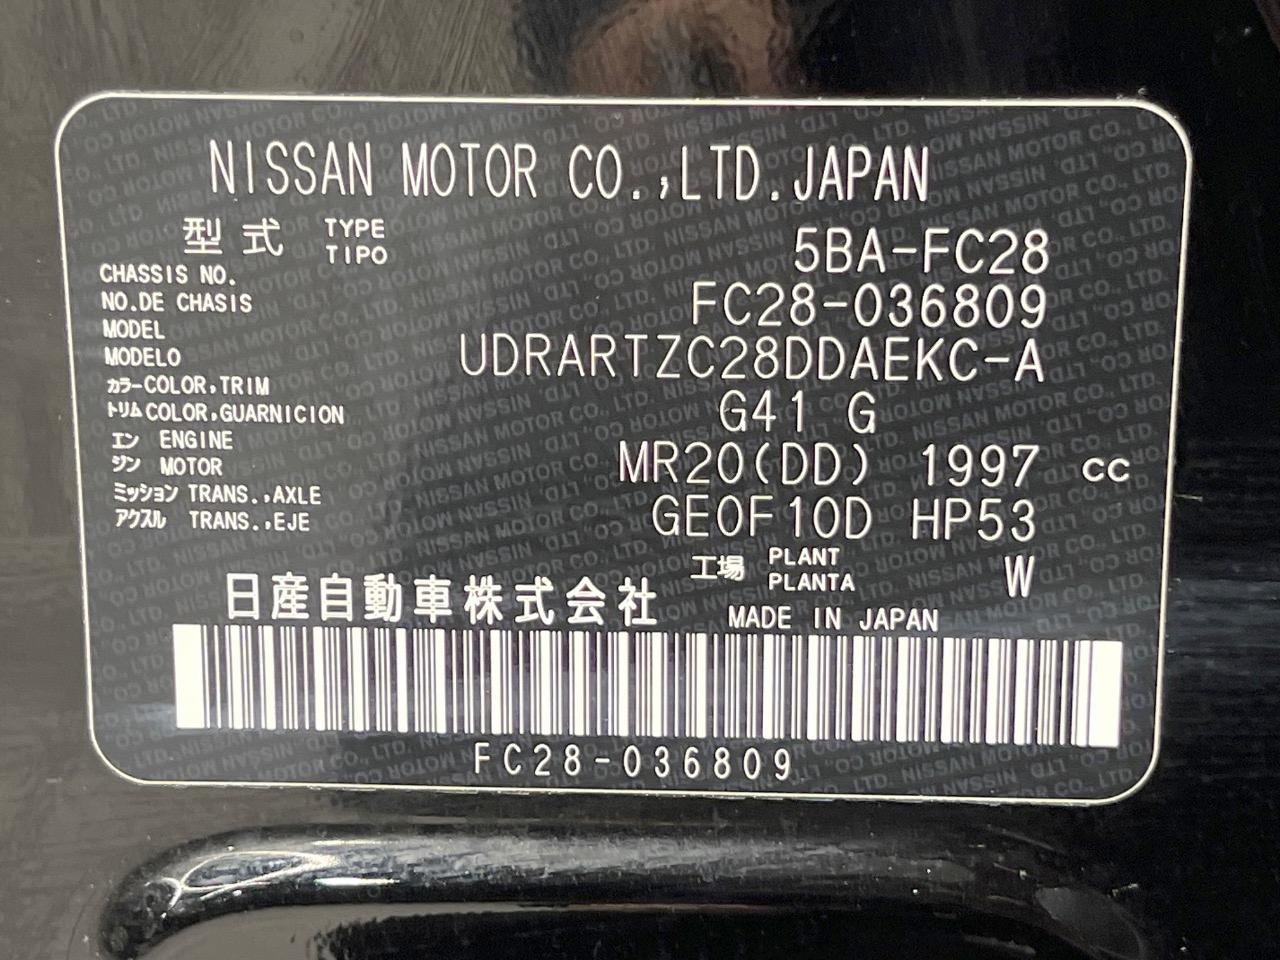 NISSAN MOTOR CO.,LTD.JAPAN
型式 TYPE TIPO 5BA-FC28
CHASSIS NO.
NO.DE CHASIS FC28-036809
MODEL
MODELO UDRARTZC28DDAEKC-A
カラー COLOR,TRIM
トリム COLOR,GUARNICION G41 G
エン ENGINE
ジン MOTOR MR20(DD) 1997 cc
ミッション TRANS.,AXLE
アクスル TRANS.,EJE GE0F10D HP53
工場 PLANT PLANTA W
日産自動車株式会社 MADE IN JAPAN
FC28-036809